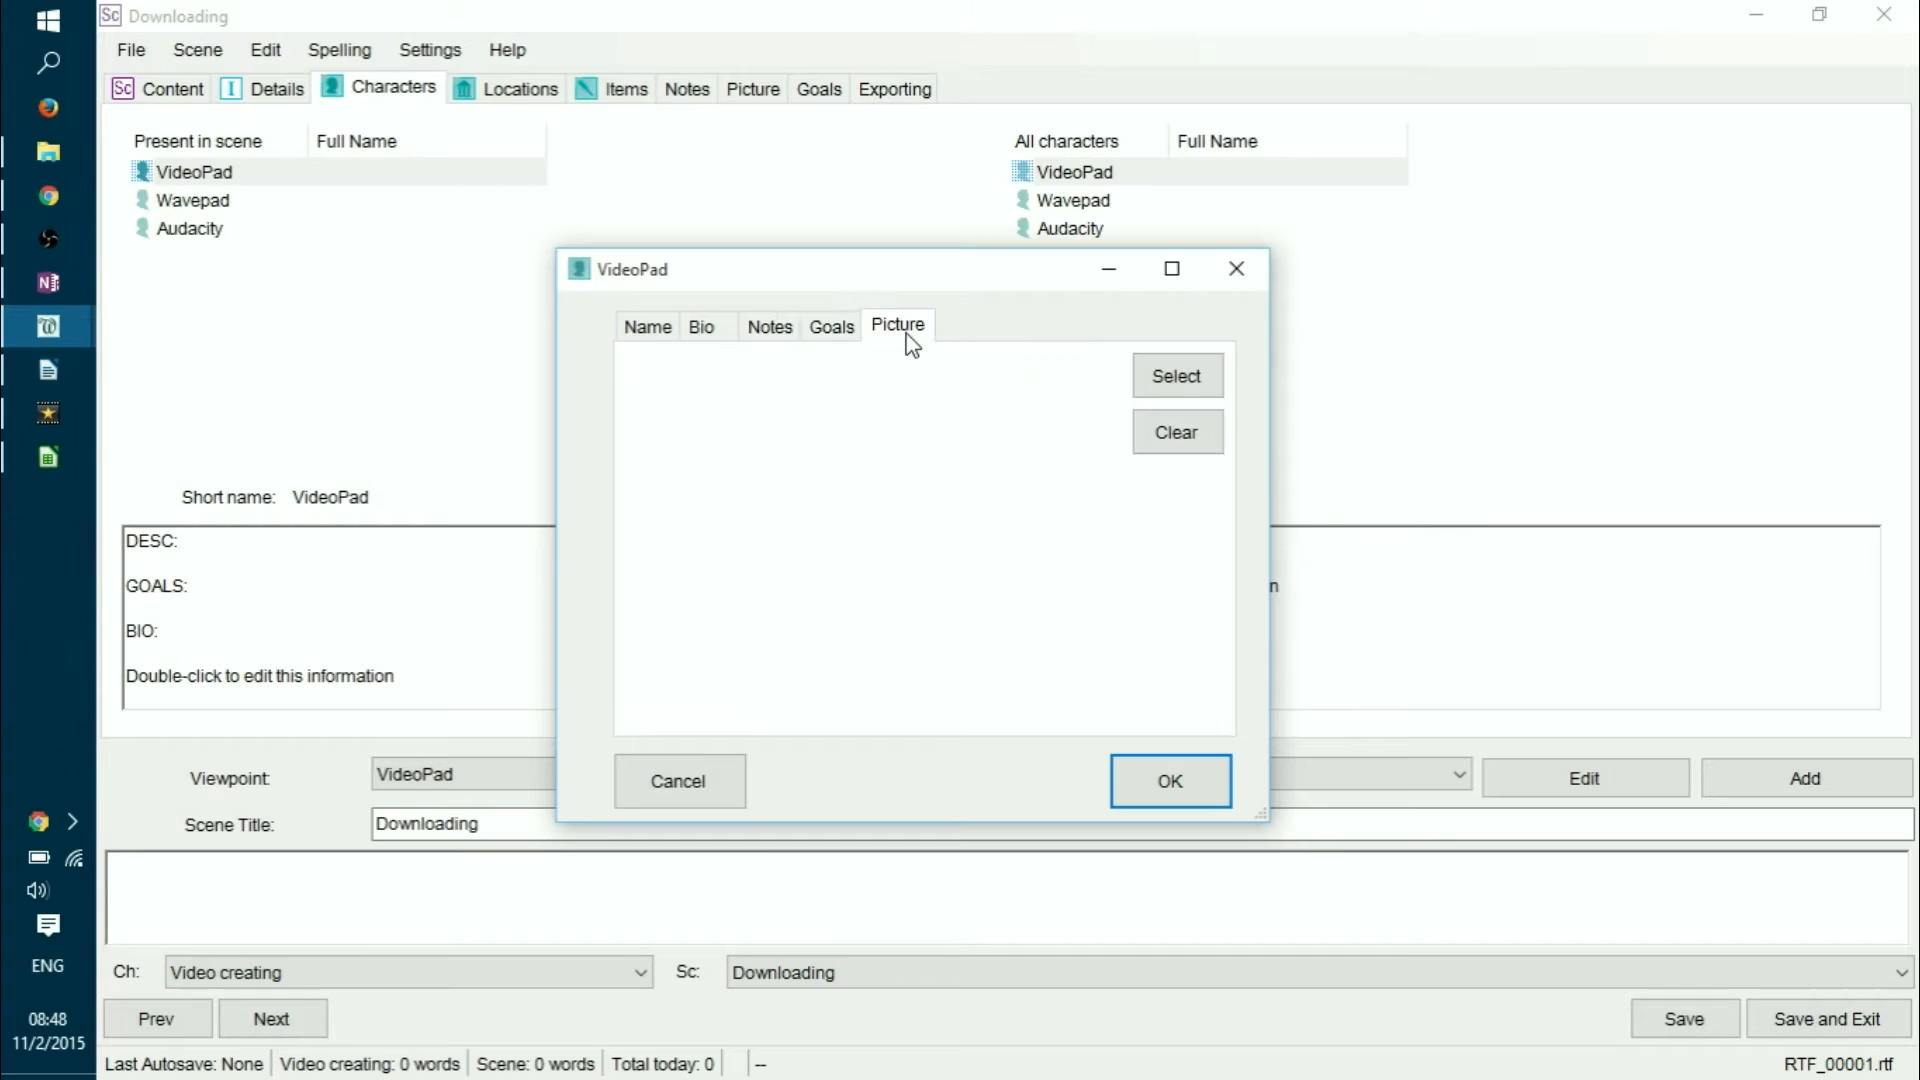 Sc Downloading
File Scene Edit Spelling Settings Help
Sc Content I Details Characters Locations Items Notes Picture Goals Exporting
Present in scene Full Name All characters Full Name
VideoPad VideoPad
Wavepad Wavepad
Audacity Audacity
VideoPad
Name Bio Notes Goals Picture
Select
Clear
Short name: VideoPad
DESC:
GOALS:
n
BIO:
Double-click to edit this information
Cancel OK
Viewpoint: VideoPad Edit Add
Scene Title: Downloading
Ch: Video creating Sc: Downloading
Prev Next Save Save and Exit
Last Autosave: None Video creating: 0 words Scene: 0 words Total today: 0 -- RTF_00001.rtf
N
ENG
08:48
11/2/2015